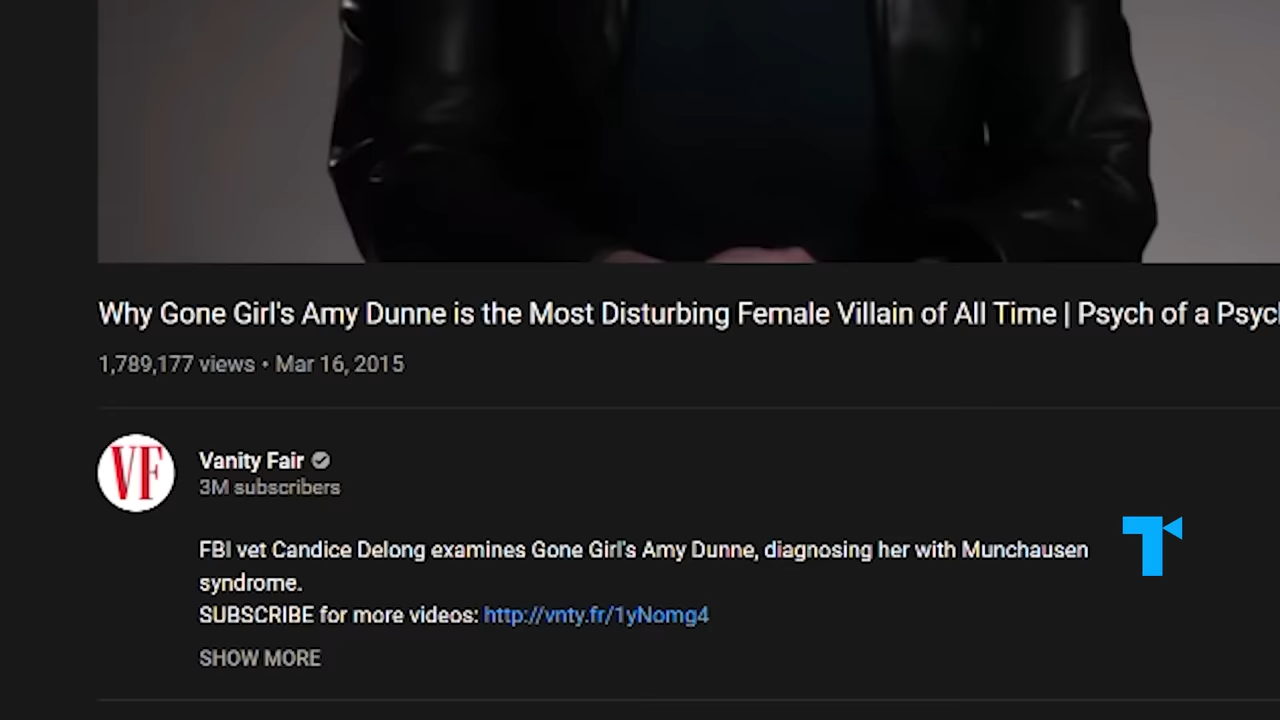 Why Gone Girl's Amy Dunne is the Most Disturbing Female Villain of All Time | Psych of a Psych
1,789,177 views • Mar 16, 2015
VF
Vanity Fair
3M subscribers
FBI vet Candice Delong examines Gone Girl's Amy Dunne, diagnosing her with Munchausen
syndrome.
SUBSCRIBE for more videos: http://vnty.fr/1yNomg4
SHOW MORE